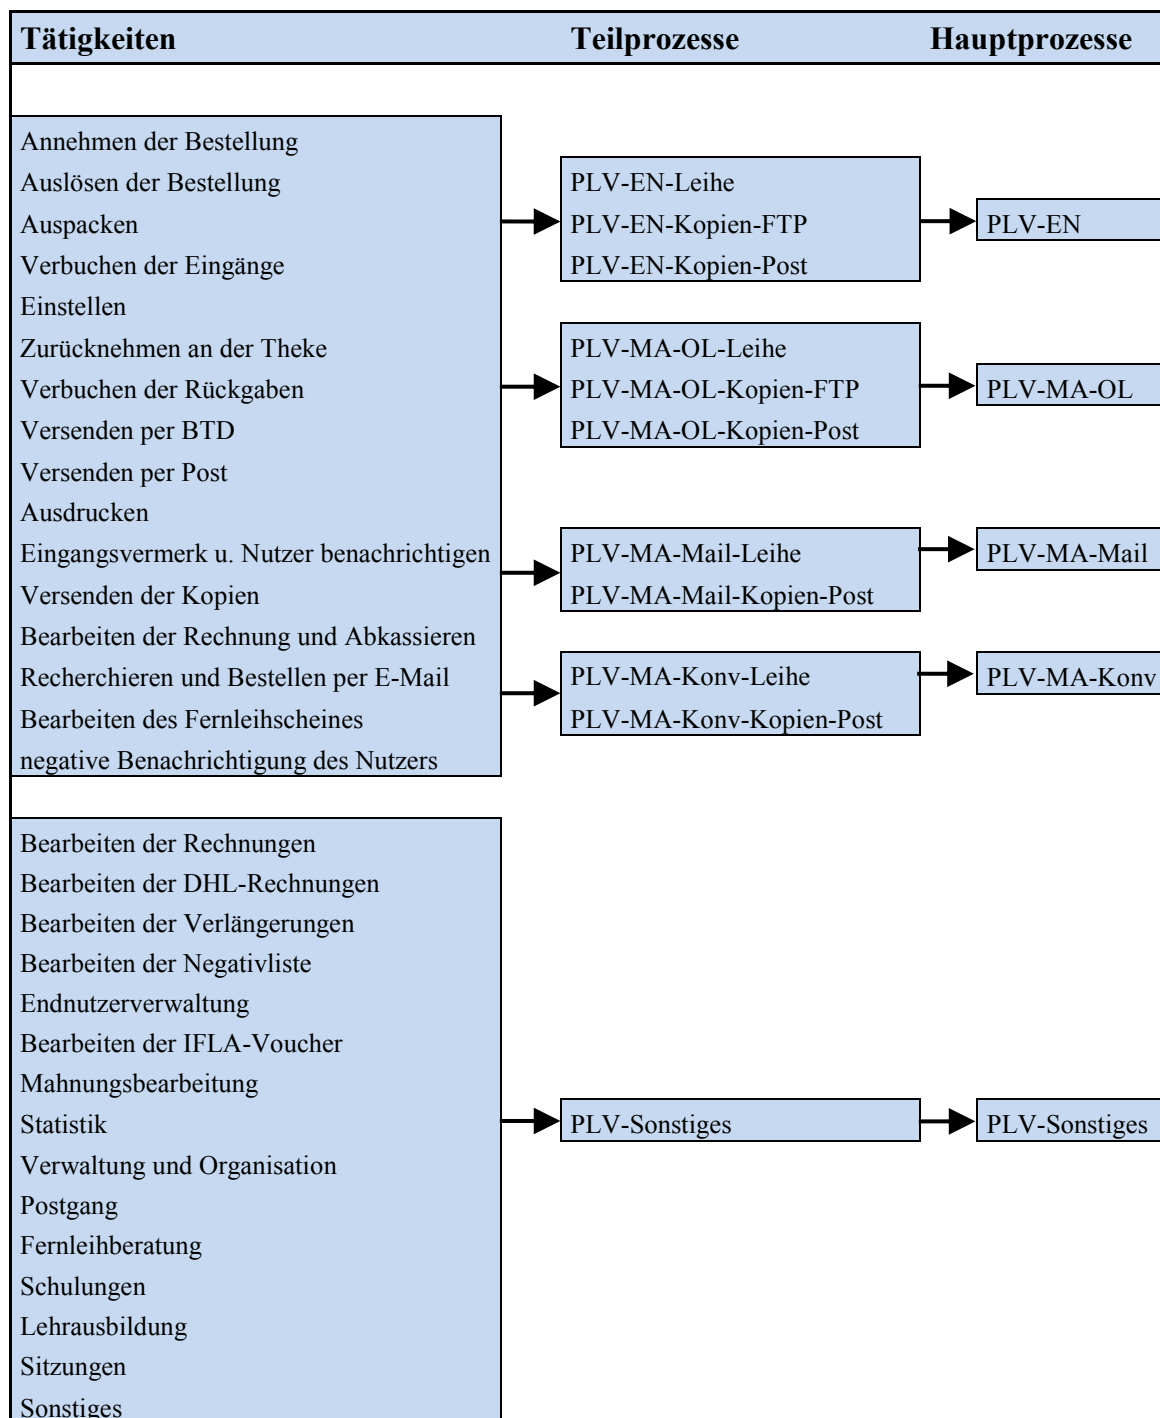 Tätigkeiten Teilprozesse Hauptprozesse
Annehmen der Bestellung
Auslösen der Bestellung
Auspacken
Verbuchen der Eingänge
Einstellen
Zurücknehmen an der Theke
Verbuchen der Rückgaben
Versenden per BTD
Versenden per Post
Ausdrucken
Eingangsvermerk u. Nutzer benachrichtigen
Versenden der Kopien
Bearbeiten der Rechnung und Abkassieren
Recherchieren und Bestellen per E-Mail
Bearbeiten des Fernleihscheines
negative Benachrichtigung des Nutzers
PLV-EN-Leihe
PLV-EN-Kopien-FTP
PLV-EN-Kopien-Post
PLV-EN
PLV-MA-OL-Leihe
PLV-MA-OL-Kopien-FTP
PLV-MA-OL-Kopien-Post
PLV-MA-OL
PLV-MA-Mail-Leihe
PLV-MA-Mail-Kopien-Post
PLV-MA-Mail
PLV-MA-Konv-Leihe
PLV-MA-Konv-Kopien-Post
PLV-MA-Konv
Bearbeiten der Rechnungen
Bearbeiten der DHL-Rechnungen
Bearbeiten der Verlängerungen
Bearbeiten der Negativliste
Endnutzerverwaltung
Bearbeiten der IFLA-Voucher
Mahnungsbearbeitung
Statistik
Verwaltung und Organisation
Postgang
Fernleihberatung
Schulungen
Lehrausbildung
Sitzungen
Sonstiges
PLV-Sonstiges
PLV-Sonstiges